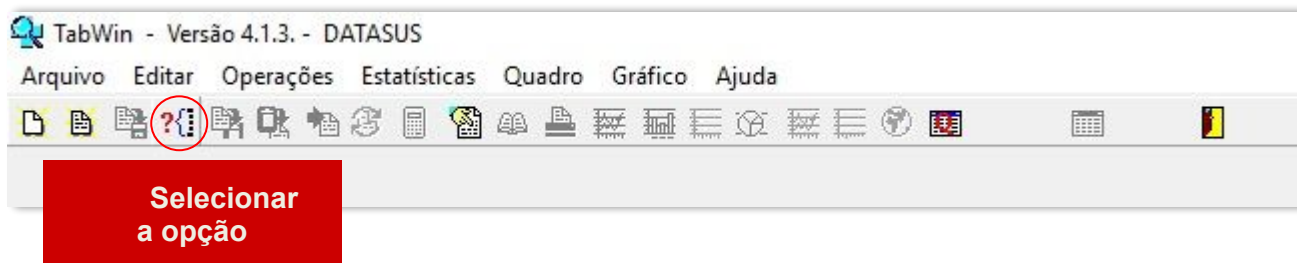 TabWin - Versão 4.1.3. - DATASUS
Arquivo Editar Operações Estatísticas Quadro Gráfico Ajuda
?{
Selecionar
a opção